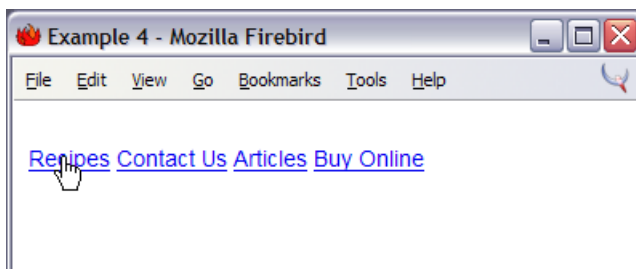 Example 4 - Mozilla Firebird
File Edit View Go Bookmarks Tools Help
Recipes Contact Us Articles Buy Online